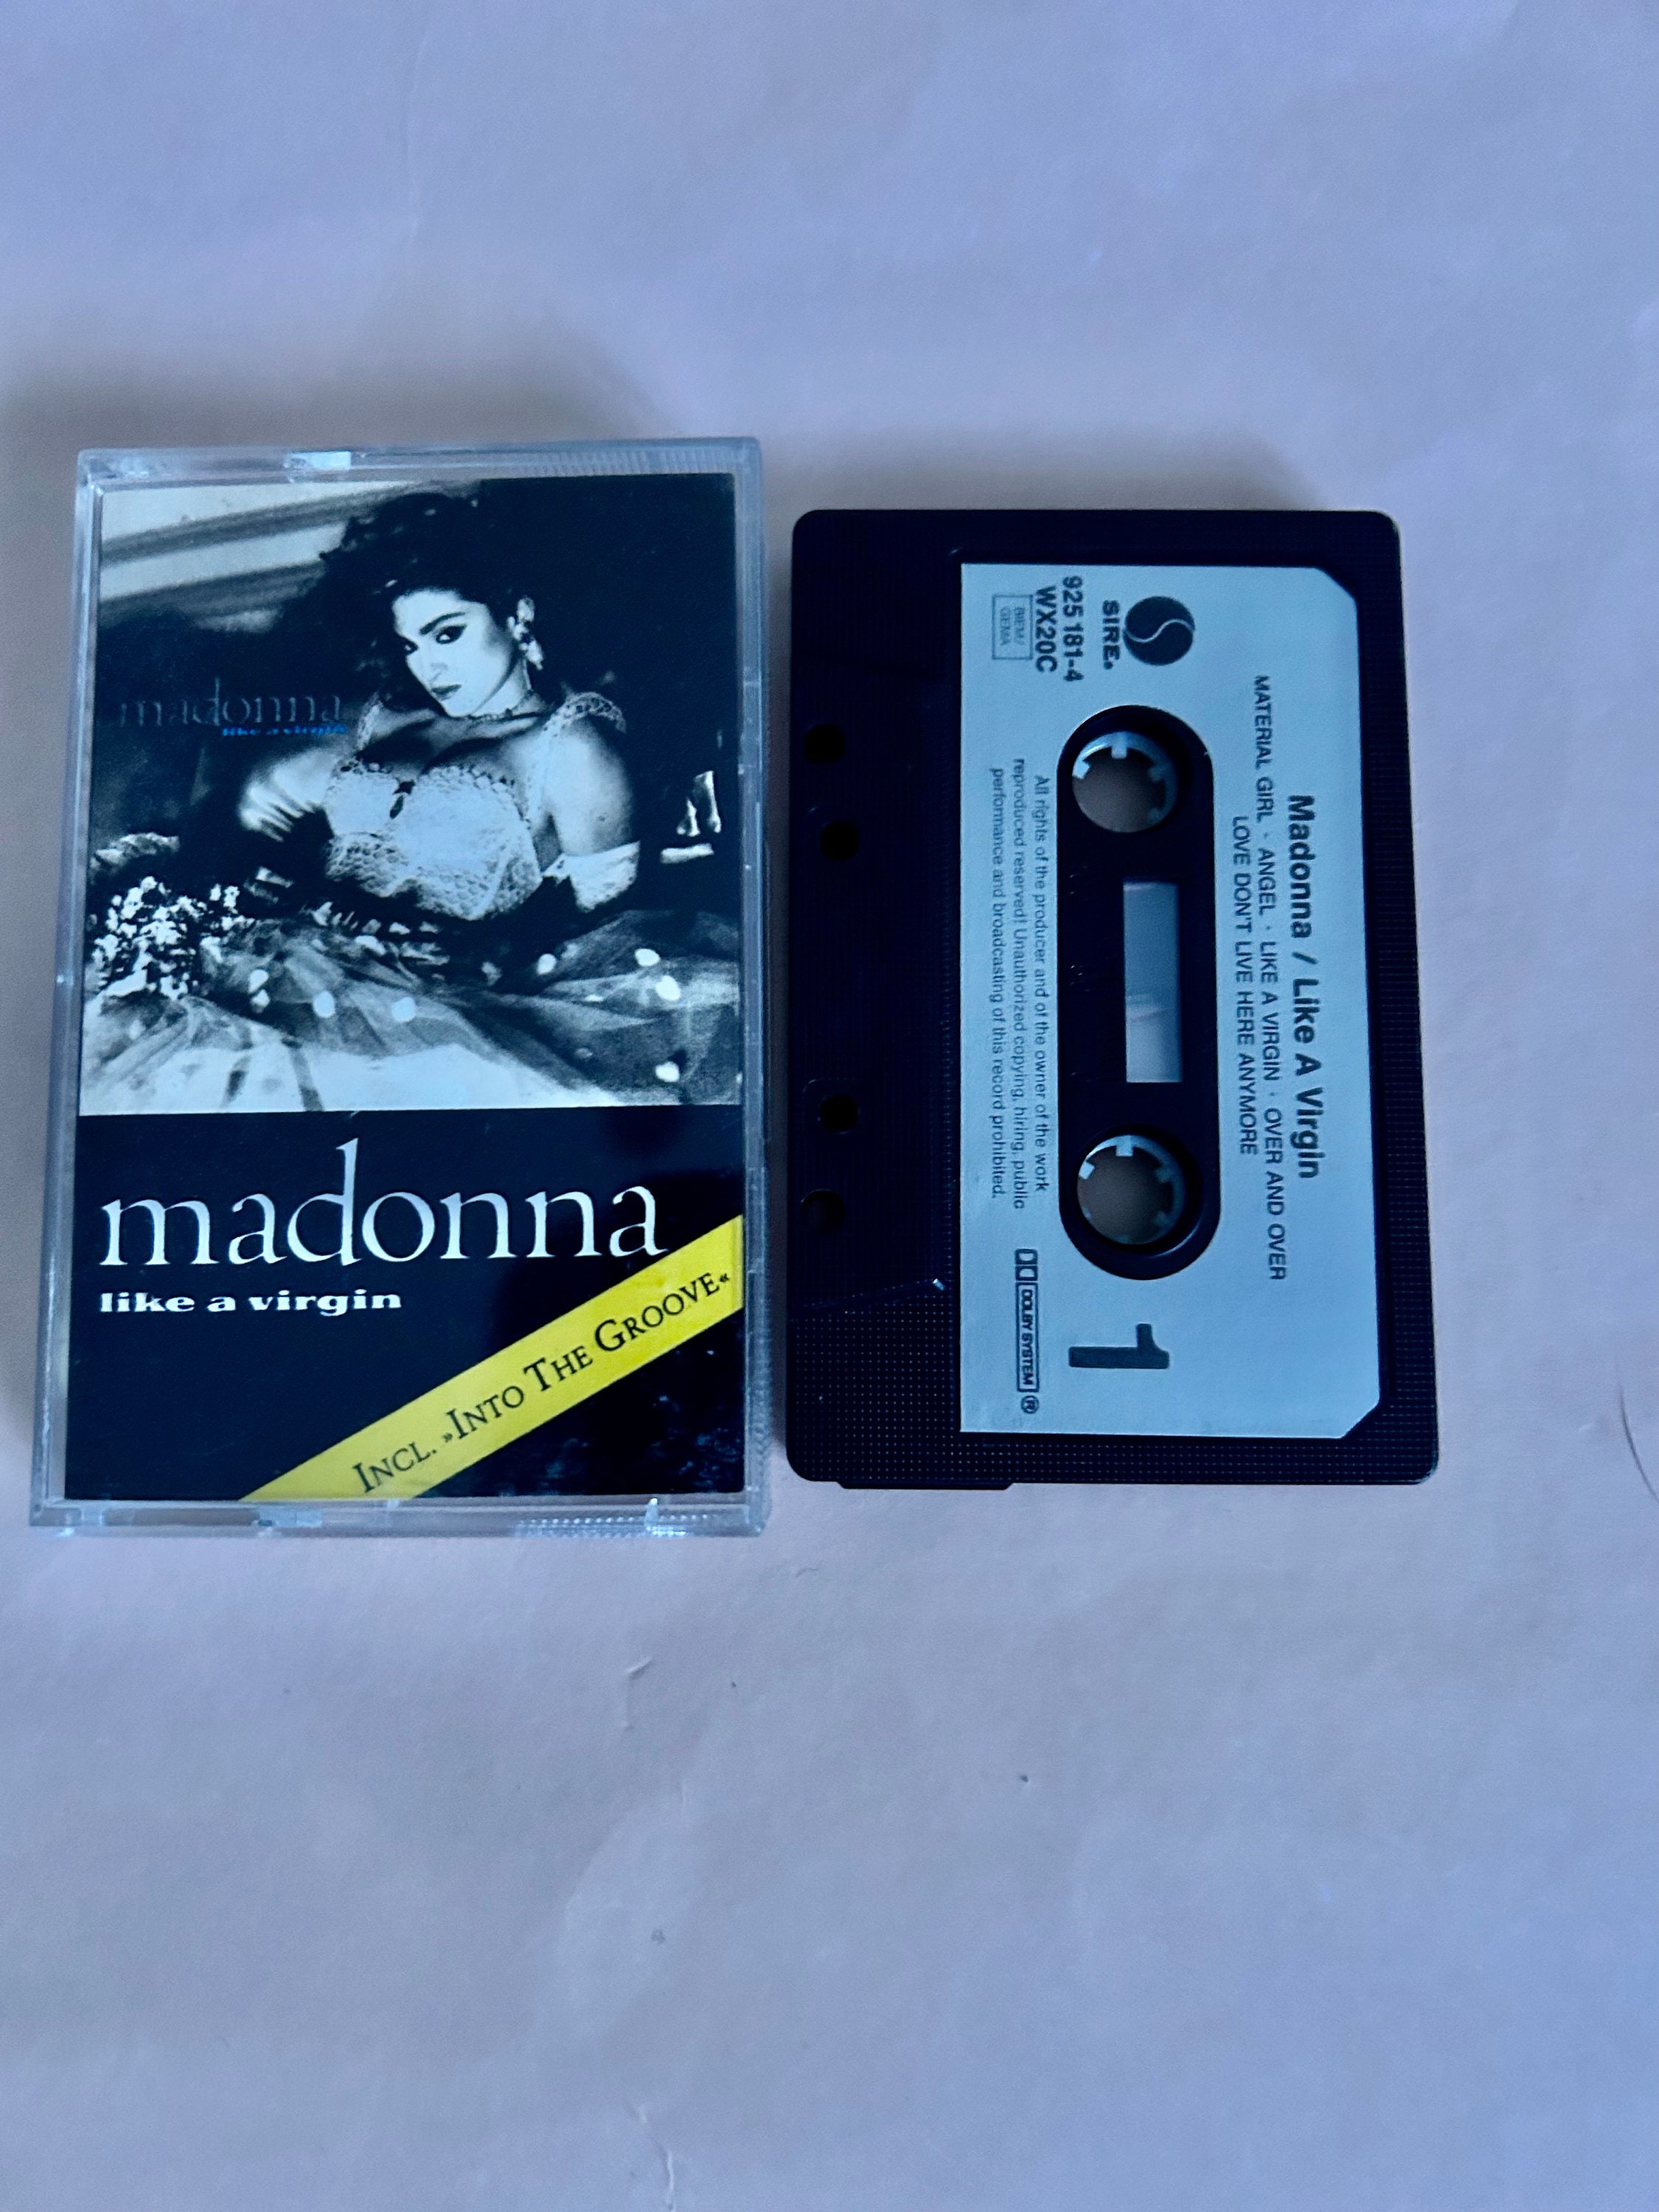 madonna
like a virgin
madonna
like a virgin
INCL. »INTO THE GROOVE«
Madonna / Like A Virgin
MATERIAL GIRL · ANGEL · LIKE A VIRGIN · OVER AND OVER
LOVE DON'T LIVE HERE ANYMORE
SIRE®
925 181-4
WX20C
BIEM/
GEMA
1
All rights of the producer and of the owner of the work
reproduced reserved! Unauthorized copying, hiring, public
performance and broadcasting of this record prohibited.
DOLBY SYSTEM ®